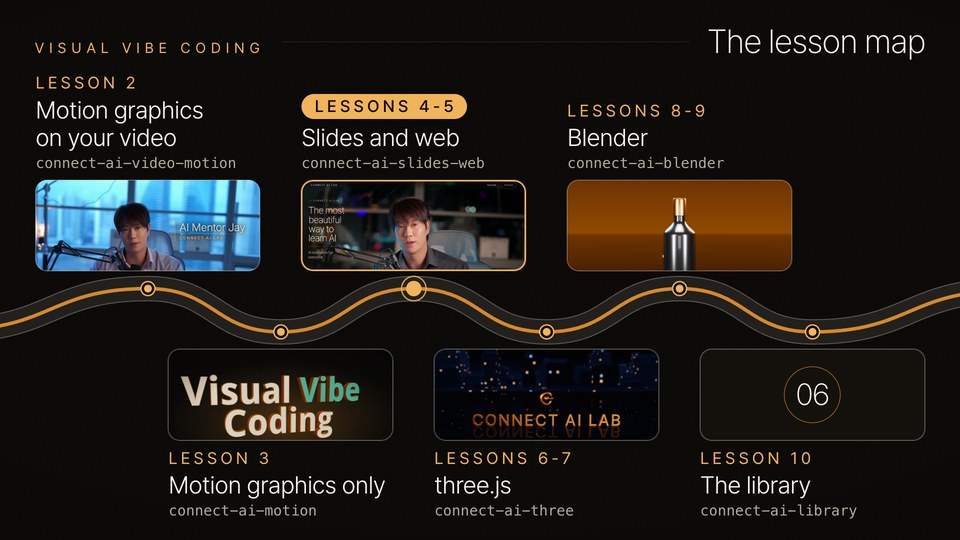 VISUAL VIBE CODING
The lesson map
LESSON 2
Motion graphics
on your video
connect-ai-video-motion
AI Mentor Jay
LESSONS 4-5
Slides and web
connect-ai-slides-web
The most
beautiful
way to
learn AI
LESSONS 8-9
Blender
connect-ai-blender
Visual Vibe
Coding
LESSON 3
Motion graphics only
connect-ai-motion
CONNECT AI LAB
LESSONS 6-7
three.js
connect-ai-three
06
LESSON 10
The library
connect-ai-library